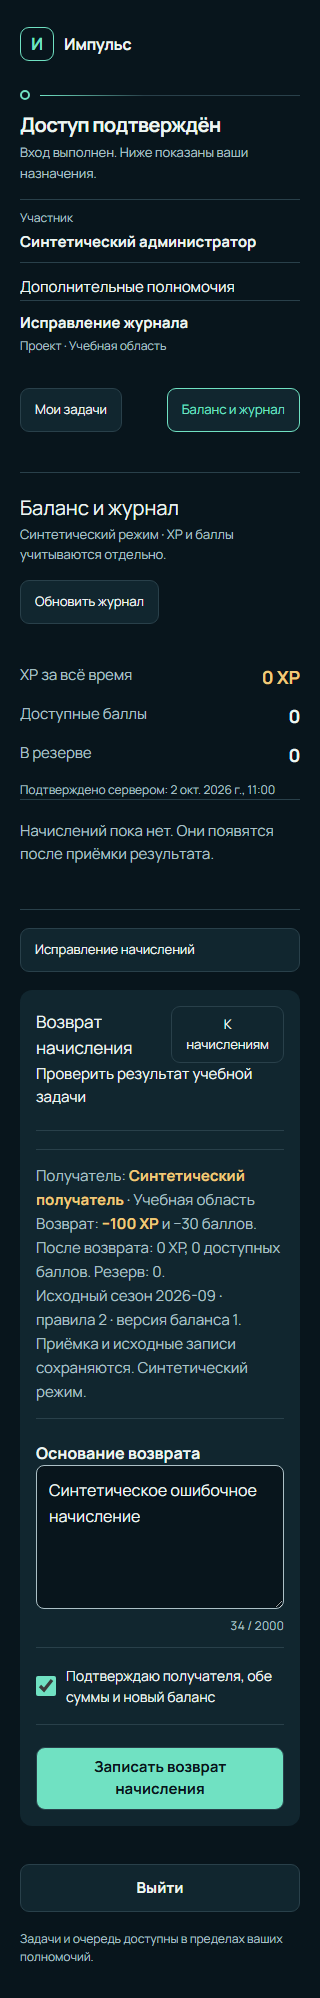 И Импульс
Доступ подтверждён
Вход выполнен. Ниже показаны ваши
назначения.
Участник
Синтетический администратор
Дополнительные полномочия
Исправление журнала
Проект · Учебная область
Мои задачи
Баланс и журнал
Баланс и журнал
Синтетический режим · XP и баллы
учитываются отдельно.
Обновить журнал
XP за всё время 0 XP
Доступные баллы 0
В резерве 0
Подтверждено сервером: 2 окт. 2026 г., 11:00
Начислений пока нет. Они появятся
после приёмки результата.
Исправление начислений
Возврат
начисления
К
начислениям
Проверить результат учебной
задачи
Получатель: Синтетический
получатель · Учебная область
Возврат: −100 XP и −30 баллов.
После возврата: 0 XP, 0 доступных
баллов. Резерв: 0.
Исходный сезон 2026-09 ·
правила 2 · версия баланса 1.
Приёмка и исходные записи
сохраняются. Синтетический
режим.
Основание возврата
Синтетическое ошибочное
начисление
34 / 2000
Подтверждаю получателя, обе
суммы и новый баланс
Записать возврат
начисления
Выйти
Задачи и очередь доступны в пределах ваших
полномочий.